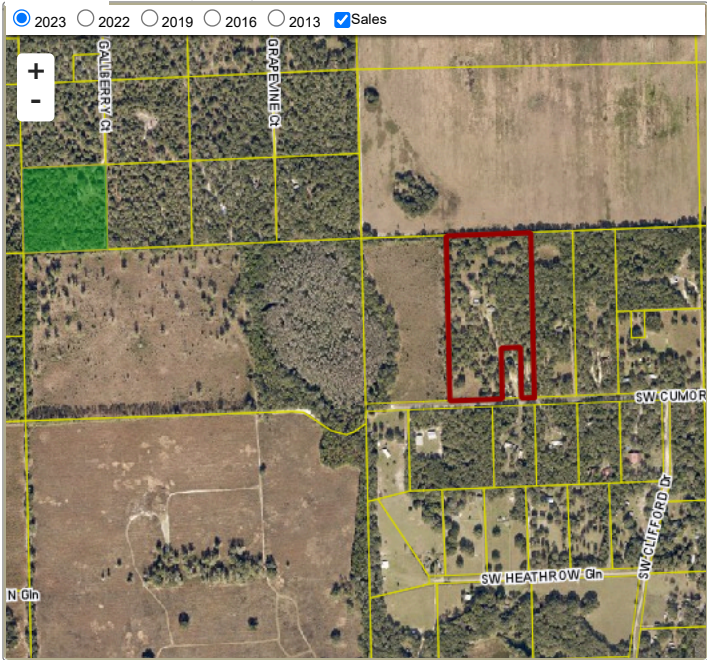 2023 2022 2019 2016 2013 Sales
+
-
GALLBERRY Ct
GRAPEVINE Ct
SW CUMOR
SW CLIFFORD Dr
SW HEATHROW Gln
N Gln